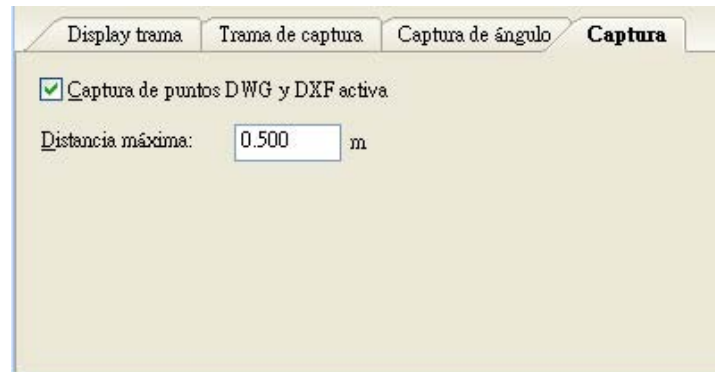 Display trama Trama de captura Captura de ángulo Captura
Captura de puntos DWG y DXF activa
Distancia máxima: 0.500 m